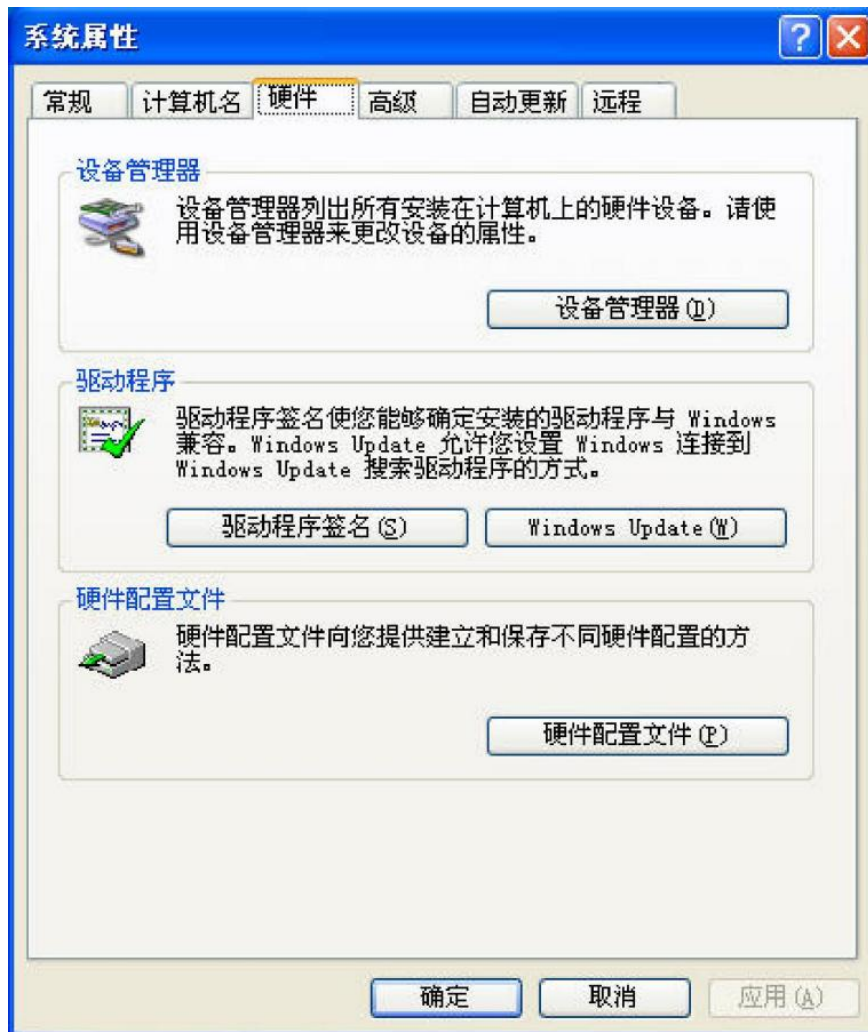 系统属性
常规 计算机名 硬件 高级 自动更新 远程
设备管理器
设备管理器列出所有安装在计算机上的硬件设备。请使
用设备管理器来更改设备的属性。
设备管理器(D)
驱动程序
驱动程序签名使您能够确定安装的驱动程序与 Windows
兼容。Windows Update 允许您设置 Windows 连接到
Windows Update 搜索驱动程序的方式。
驱动程序签名(S) Windows Update(W)
硬件配置文件
硬件配置文件向您提供建立和保存不同硬件配置的方
法。
硬件配置文件(P)
确定 取消 应用(A)